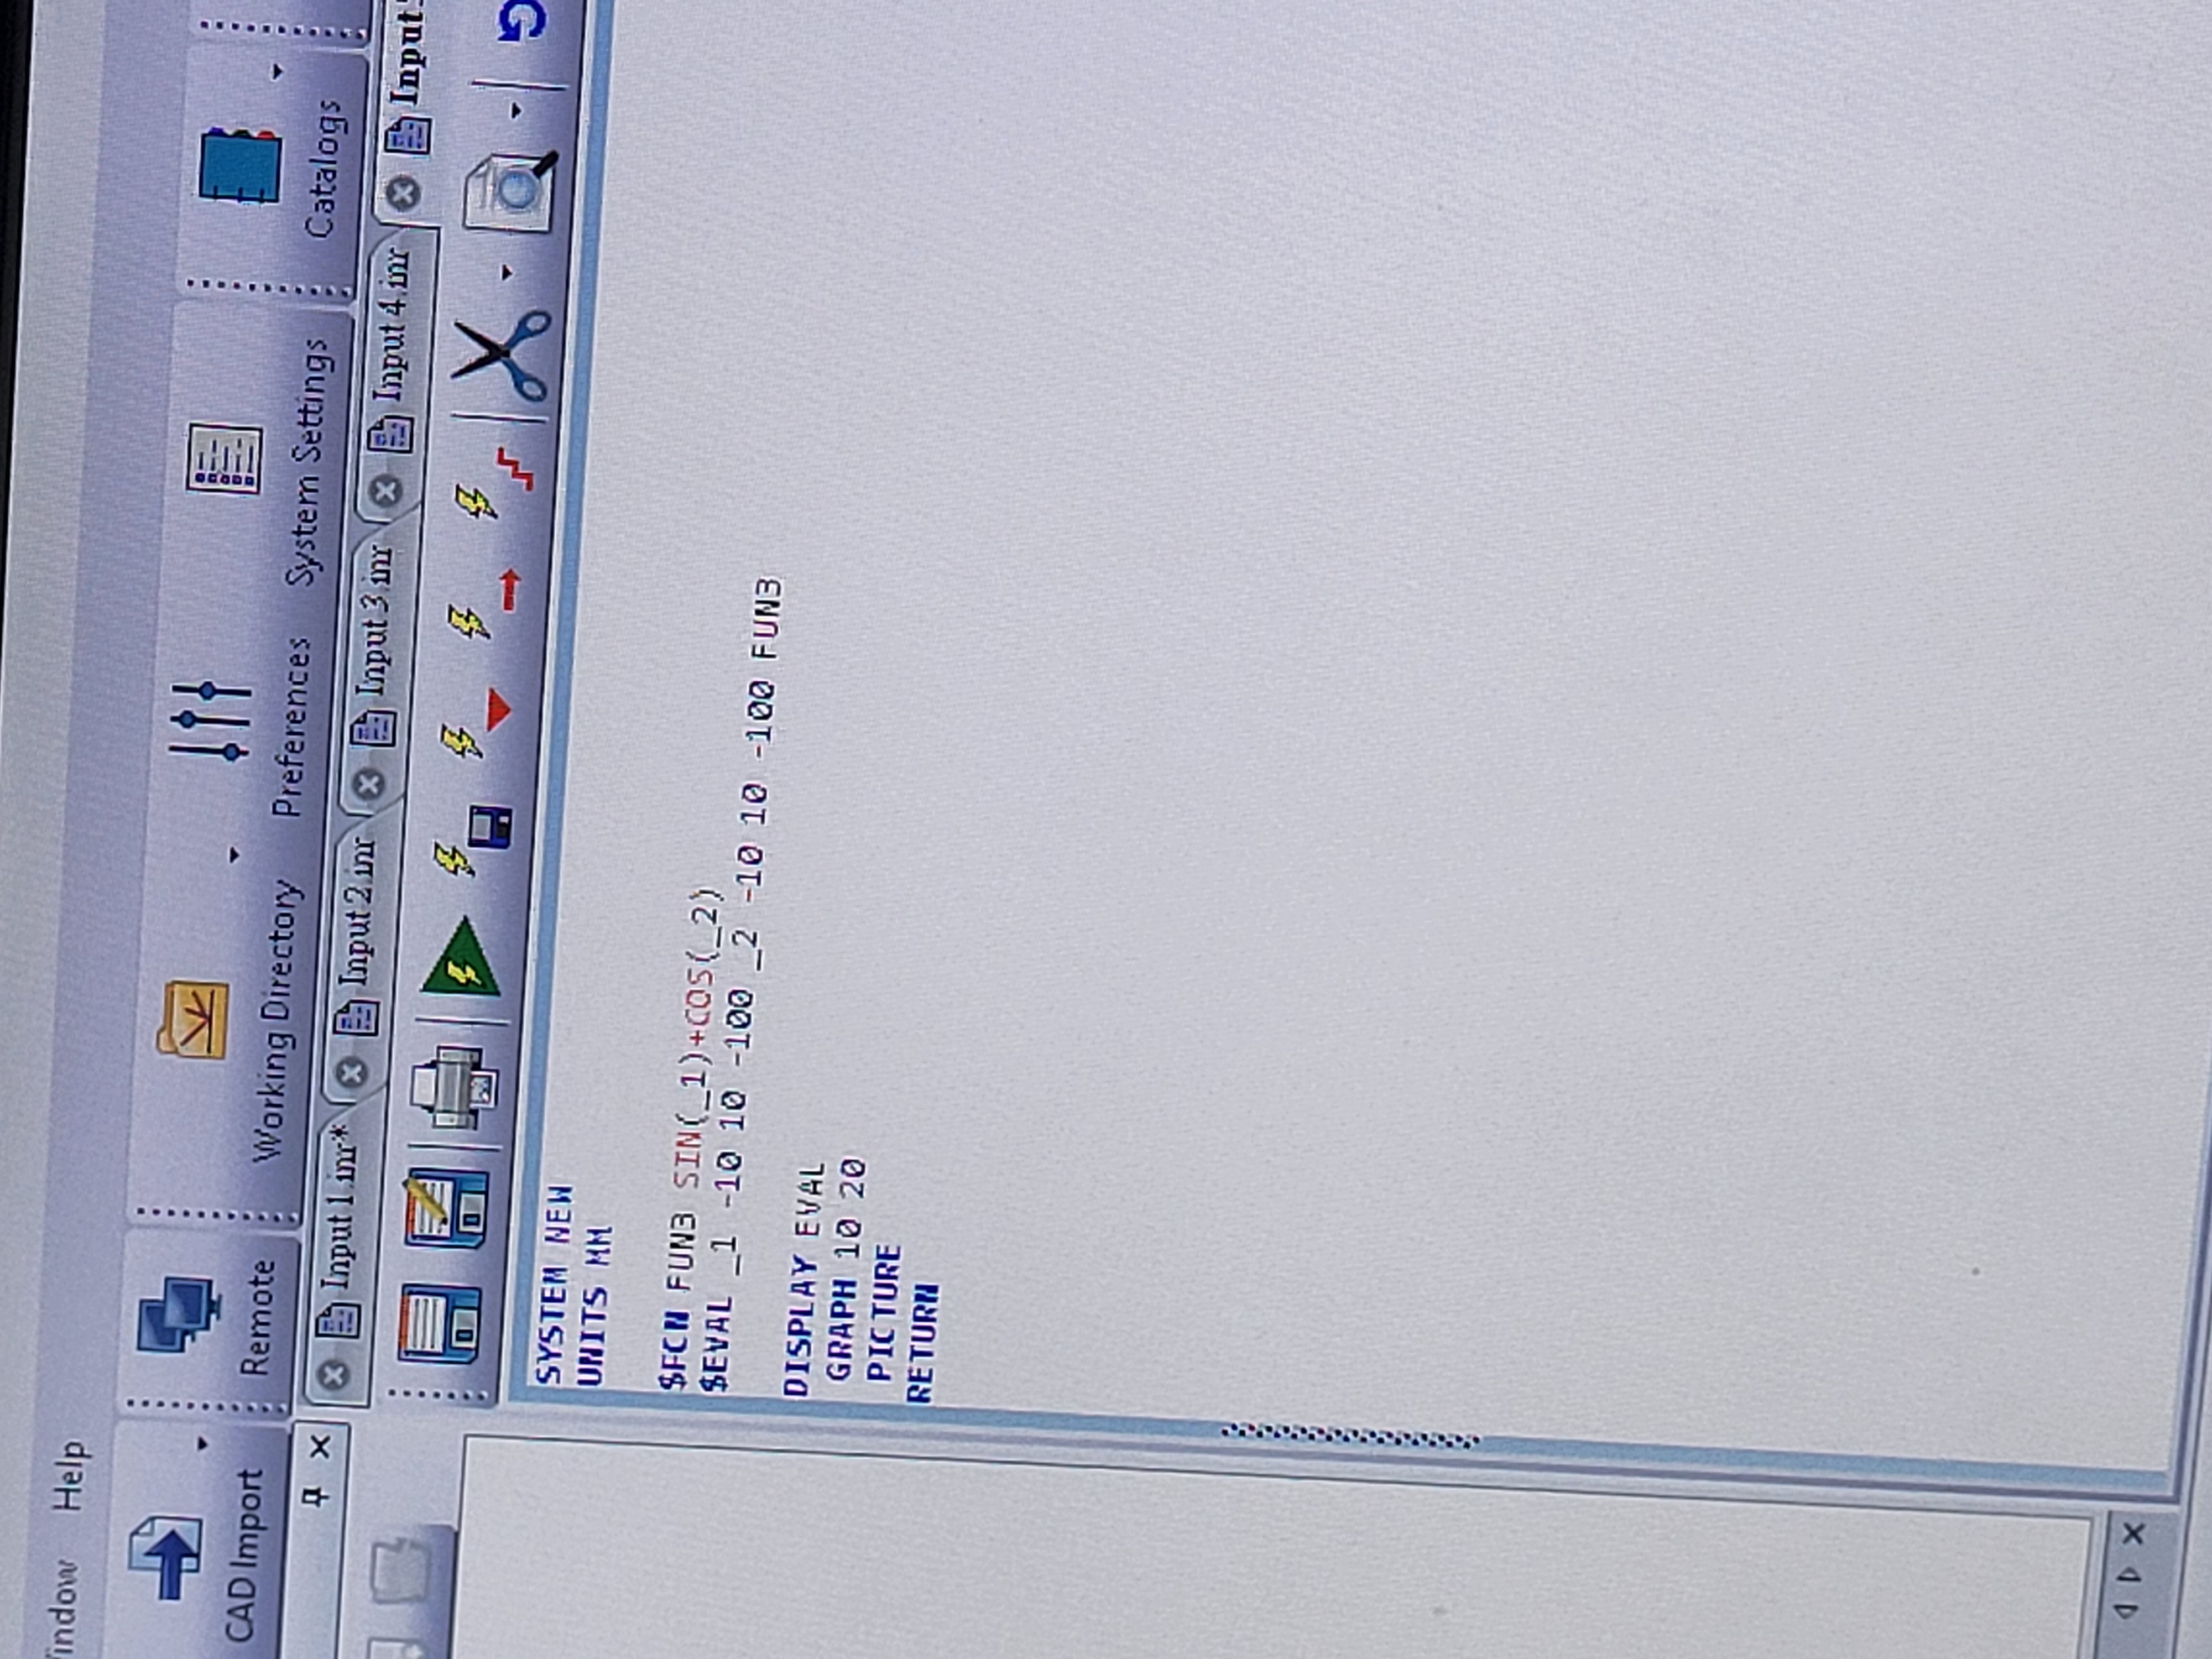 Help
CAD Import
Remote
Working Directory
Preferences
System Settings
Catalogs
Input 1.inr*
Input 2.inr
Input 3.inr
Input 4.inr
SYSTEM NEW
UNITS MM
$FCN FUN3 SIN(_1)+COS(_2)
$EVAL _1 -10 10 -100 _2 -10 10 -100 FUN3
DISPLAY EVAL
GRAPH 10 20
PICTURE
RETURN